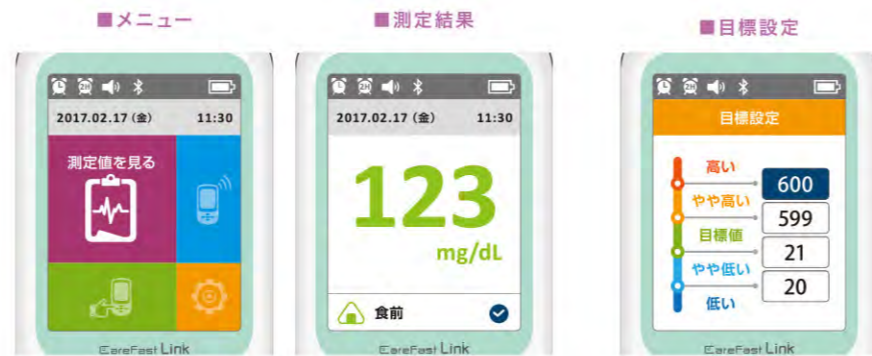 ■メニュー
2017.02.17 (金) 11:30
測定値を見る
CareFast Link
■測定結果
2H
2017.02.17 (金) 11:30
123
mg/dL
食前
CareFast Link
■目標設定
2H
目標設定
高い
600
やや高い
599
目標値
21
やや低い
20
低い
CareFast Link